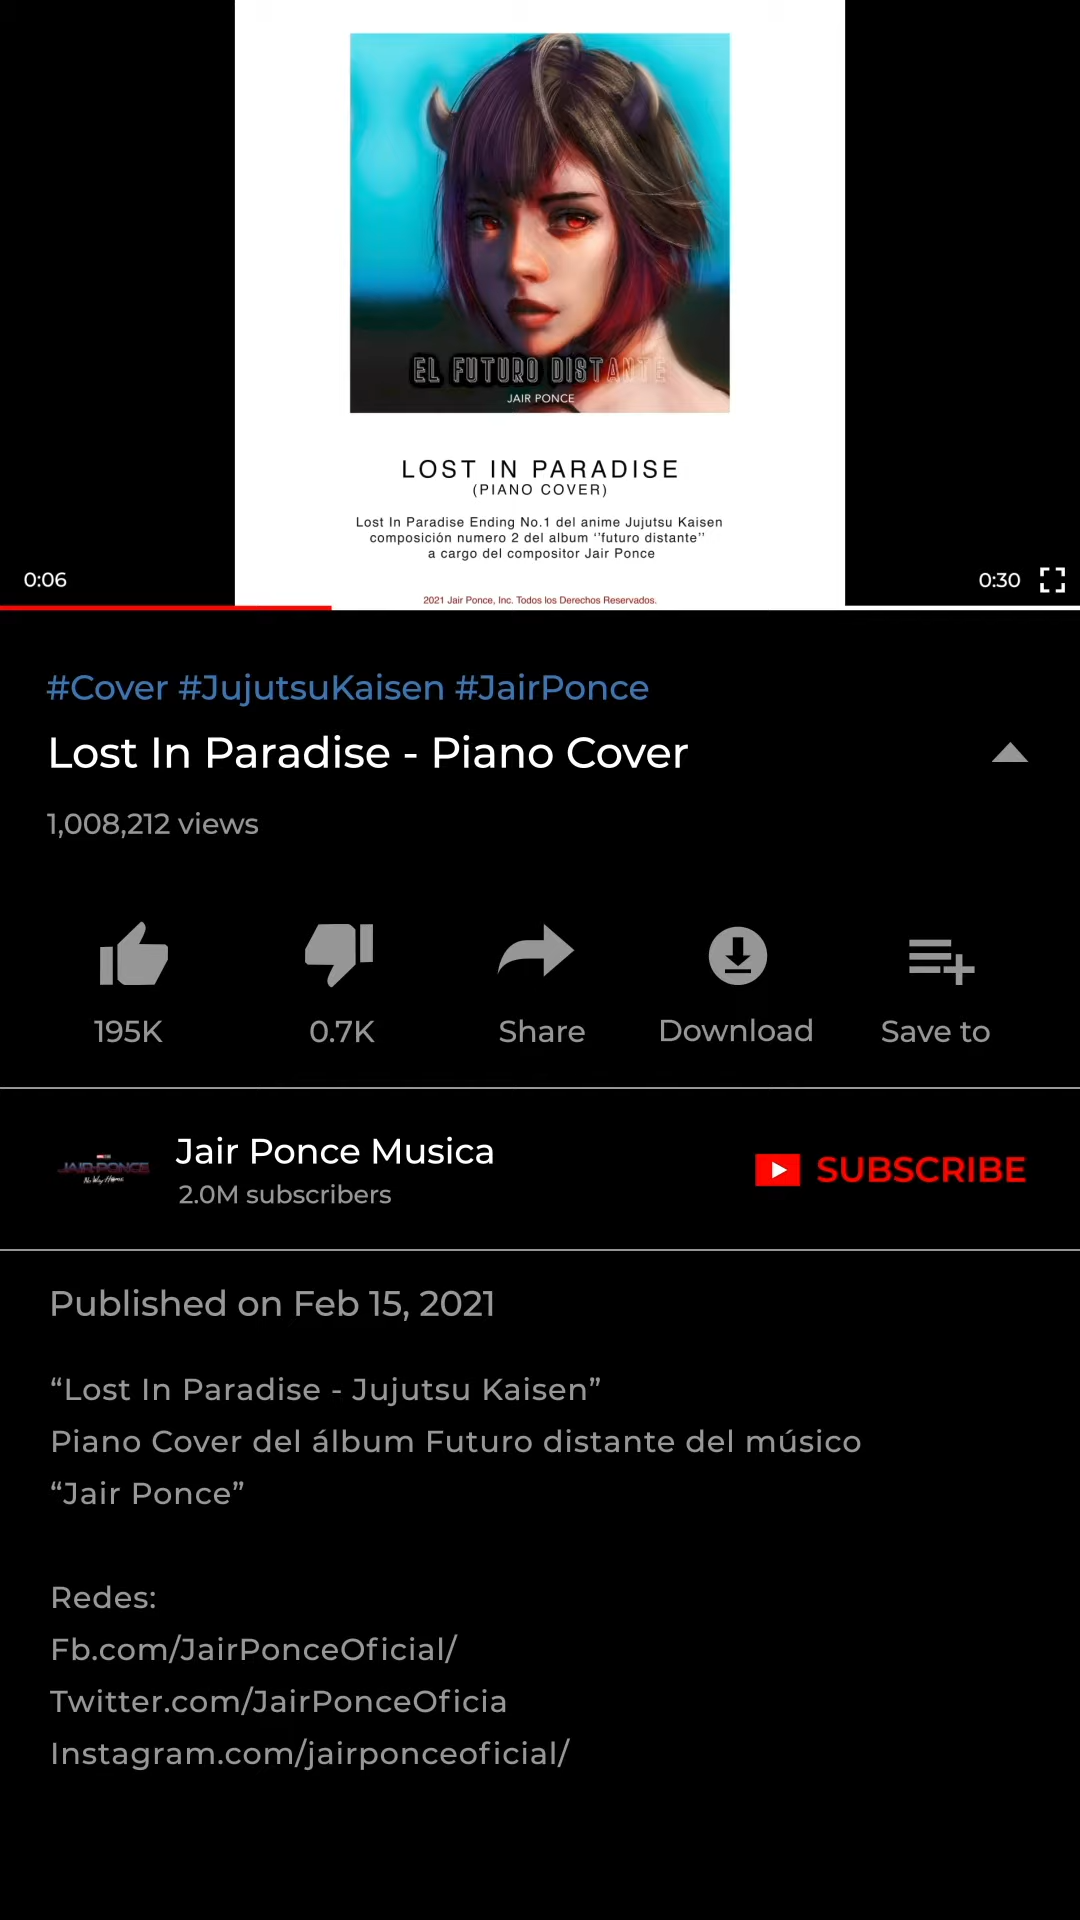 EL FUTURO DISTANTE
JAIR PONCE
LOST IN PARADISE
(PIANO COVER)
Lost In Paradise Ending No.1 del anime Jujutsu Kaisen
composición numero 2 del album ‘’futuro distante’’
a cargo del compositor Jair Ponce
0:06
0:30
2021 Jair Ponce, Inc. Todos los Derechos Reservados.
#Cover #JujutsuKaisen #JairPonce
Lost In Paradise - Piano Cover
1,008,212 views
195K
0.7K
Share
Download
Save to
JAIR-PONCE
No Way Home
Jair Ponce Musica
2.0M subscribers
SUBSCRIBE
Published on Feb 15, 2021
“Lost In Paradise - Jujutsu Kaisen”
Piano Cover del álbum Futuro distante del músico
“Jair Ponce”
Redes:
Fb.com/JairPonceOficial/
Twitter.com/JairPonceOficia
Instagram.com/jairponceoficial/